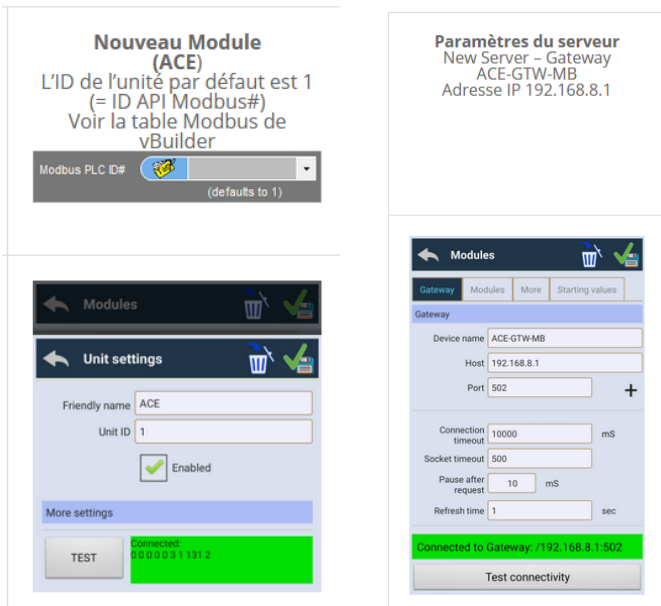 Nouveau Module
(ACE)
L'ID de l'unité par défaut est 1
(= ID API Modbus#)
Voir la table Modbus de
vBuilder
Modbus PLC ID#
Tag
(defaults to 1)
Modules
Unit settings
Friendly name ACE
Unit ID 1
Enabled
More settings
TEST
Connected:
0 0 0 0 0 3 1 131 2
Paramètres du serveur
New Server – Gateway
ACE-GTW-MB
Adresse IP 192.168.8.1
Modules
Gateway Modules More Starting values
Gateway
Device name ACE-GTW-MB
Host 192.168.8.1
Port 502
+
Connection
timeout 10000 mS
Socket timeout 500
Pause after
request 10 mS
Refresh time 1 sec
Connected to Gateway: /192.168.8.1:502
Test connectivity